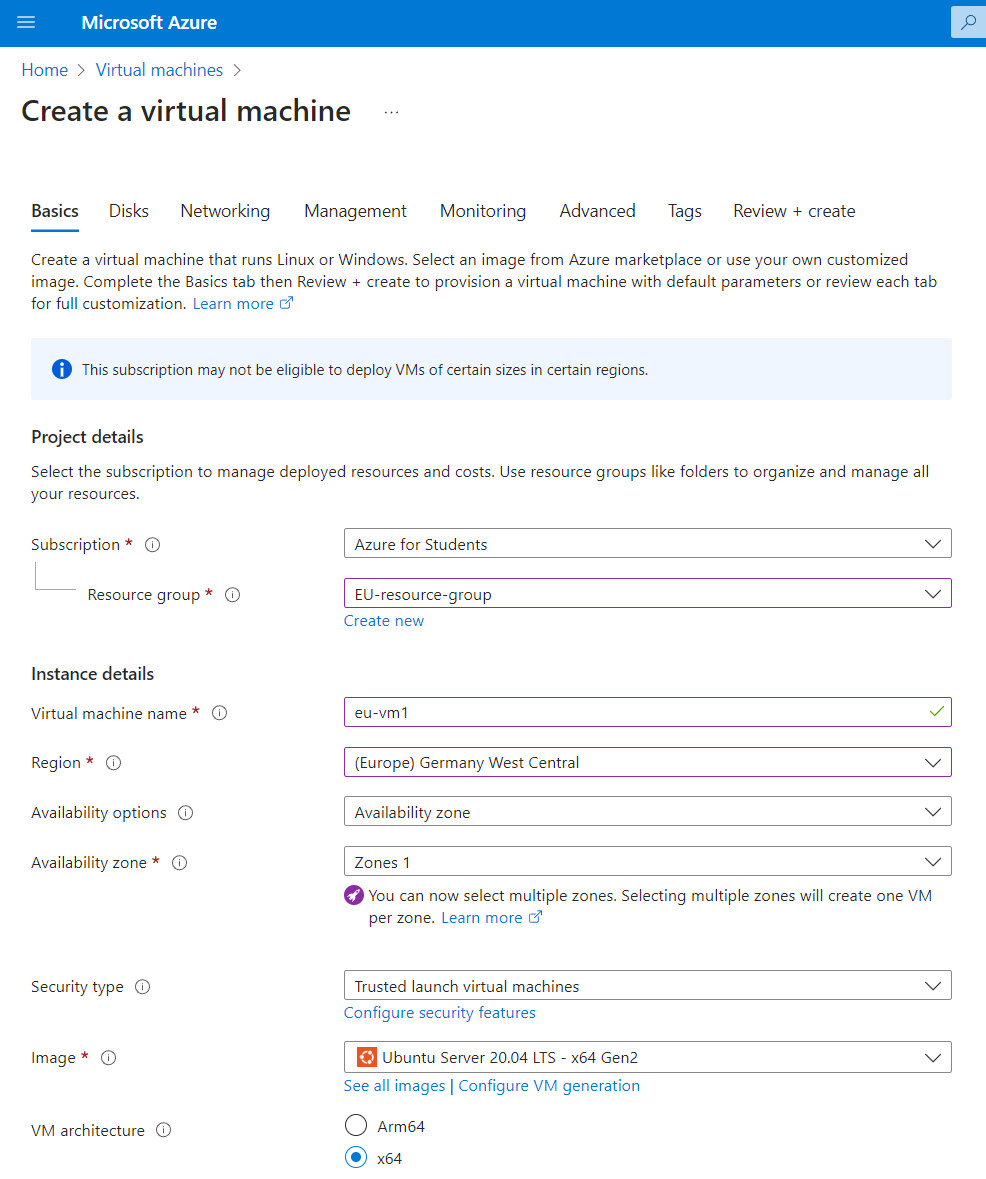 Microsoft Azure
Home > Virtual machines >
Create a virtual machine ...
Basics Disks Networking Management Monitoring Advanced Tags Review + create
Create a virtual machine that runs Linux or Windows. Select an image from Azure marketplace or use your own customized
image. Complete the Basics tab then Review + create to provision a virtual machine with default parameters or review each tab
for full customization. Learn more
This subscription may not be eligible to deploy VMs of certain sizes in certain regions.
Project details
Select the subscription to manage deployed resources and costs. Use resource groups like folders to organize and manage all
your resources.
Subscription * Azure for Students
Resource group * EU-resource-group
Create new
Instance details
Virtual machine name * eu-vm1
Region * (Europe) Germany West Central
Availability options Availability zone
Availability zone * Zones 1
You can now select multiple zones. Selecting multiple zones will create one VM
per zone. Learn more
Security type Trusted launch virtual machines
Configure security features
Image * Ubuntu Server 20.04 LTS - x64 Gen2
See all images | Configure VM generation
VM architecture Arm64
x64